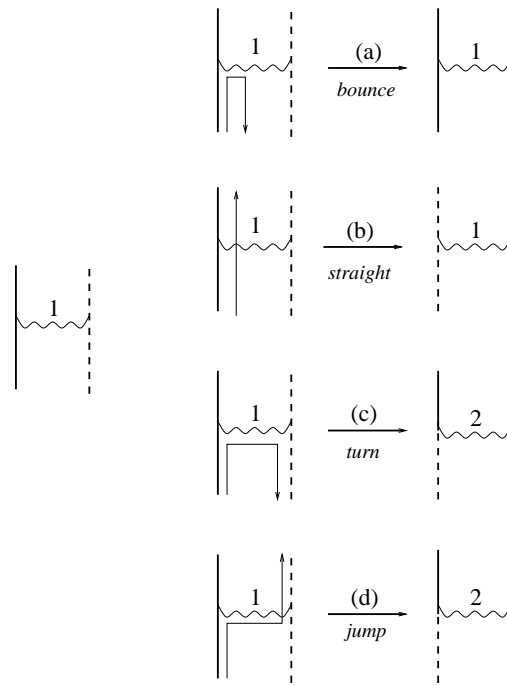 1 (a) 1
bounce
1 (b) 1
straight
1
1 (c) 2
turn
1 (d) 2
jump